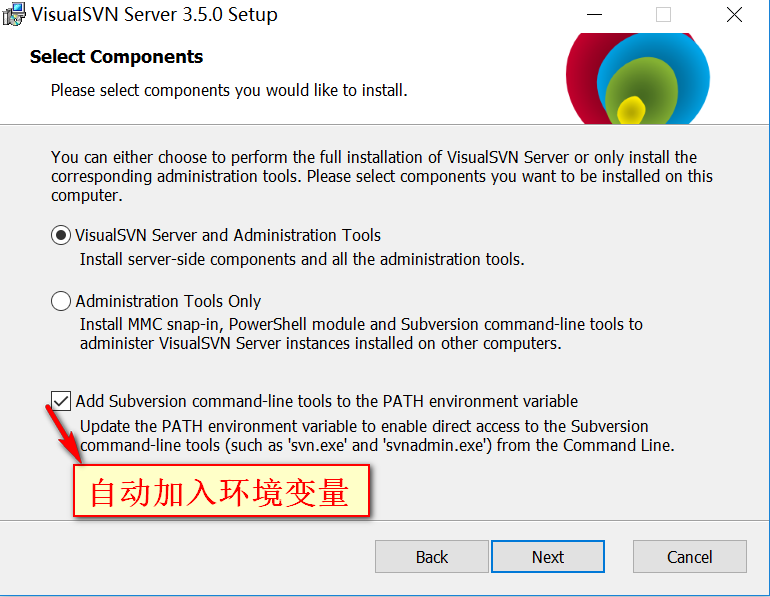 VisualSVN Server 3.5.0 Setup
Select Components
Please select components you would like to install.
You can either choose to perform the full installation of VisualSVN Server or only install the
corresponding administration tools. Please select components you want to be installed on this
computer.
VisualSVN Server and Administration Tools
Install server-side components and all the administration tools.
Administration Tools Only
Install MMC snap-in, PowerShell module and Subversion command-line tools to
administer VisualSVN Server instances installed on other computers.
Add Subversion command-line tools to the PATH environment variable
Update the PATH environment variable to enable direct access to the Subversion
command-line tools (such as 'svn.exe' and 'svnadmin.exe') from the Command Line.
自动加入环境变量
Back
Next
Cancel